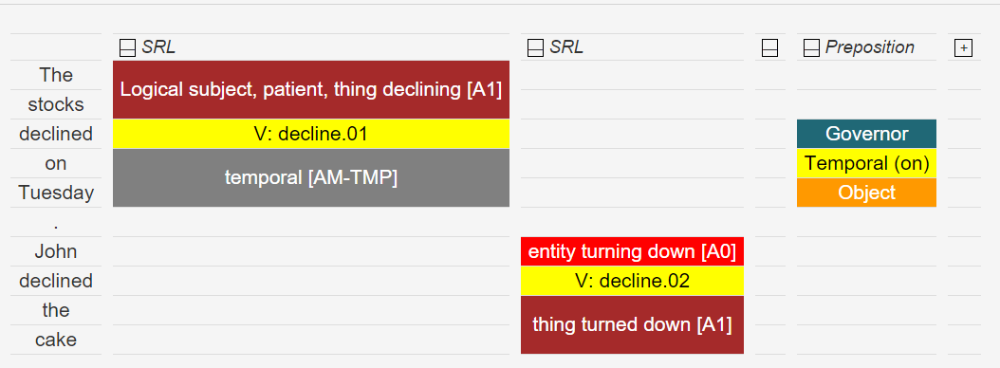 SRL SRL Preposition +
The
Logical subject, patient, thing declining [A1]
stocks
declined V: decline.01 Governor
on Temporal (on)
temporal [AM-TMP]
Tuesday Object
.
John entity turning down [A0]
declined V: decline.02
the
thing turned down [A1]
cake